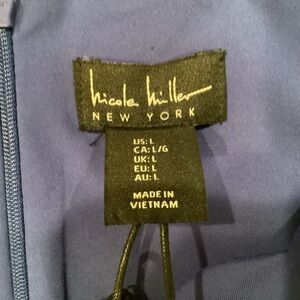 Nicole Miller
NEW YORK
US: L
CA: L/G
UK: L
EU: L
AU: L
MADE IN
VIETNAM